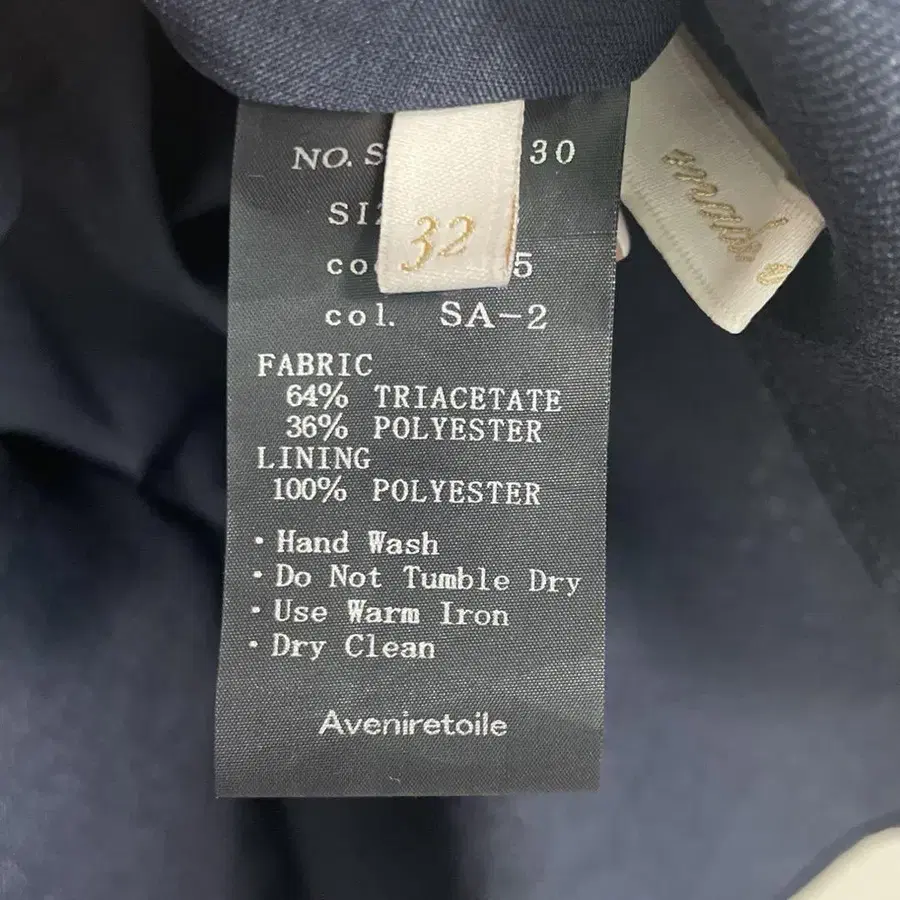 NO. S 30
SI
co 5
32
col. SA-2
FABRIC
64% TRIACETATE
36% POLYESTER
LINING
100% POLYESTER
・Hand Wash
・Do Not Tumble Dry
・Use Warm Iron
・Dry Clean
Aveniretoile